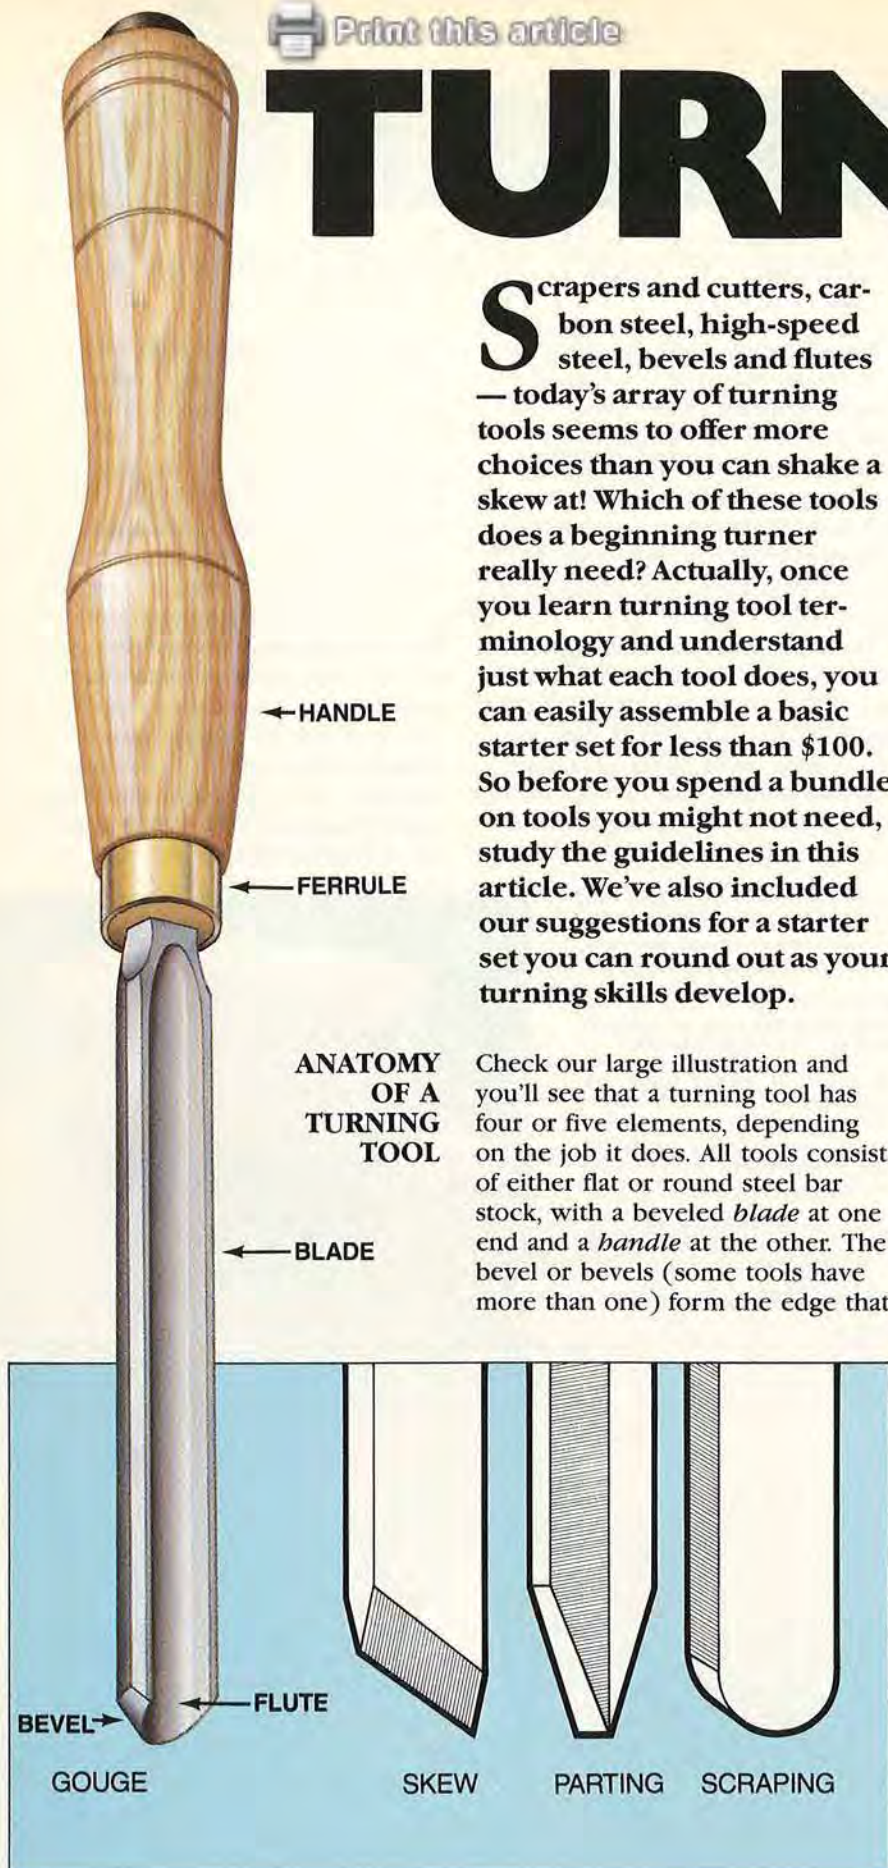 Print this article
TURN
Scrapers and cutters, car-
bon steel, high-speed
steel, bevels and flutes
— today's array of turning
tools seems to offer more
choices than you can shake a
skew at! Which of these tools
does a beginning turner
really need? Actually, once
you learn turning tool ter-
minology and understand
just what each tool does, you
can easily assemble a basic
starter set for less than $100.
So before you spend a bundle
on tools you might not need,
study the guidelines in this
article. We've also included
our suggestions for a starter
set you can round out as your
turning skills develop.
HANDLE
FERRULE
BLADE
ANATOMY
OF A
TURNING
TOOL
Check our large illustration and
you'll see that a turning tool has
four or five elements, depending
on the job it does. All tools consist
of either flat or round steel bar
stock, with a beveled blade at one
end and a handle at the other. The
bevel or bevels (some tools have
more than one) form the edge that
FLUTE
BEVEL
GOUGE
SKEW
PARTING
SCRAPING